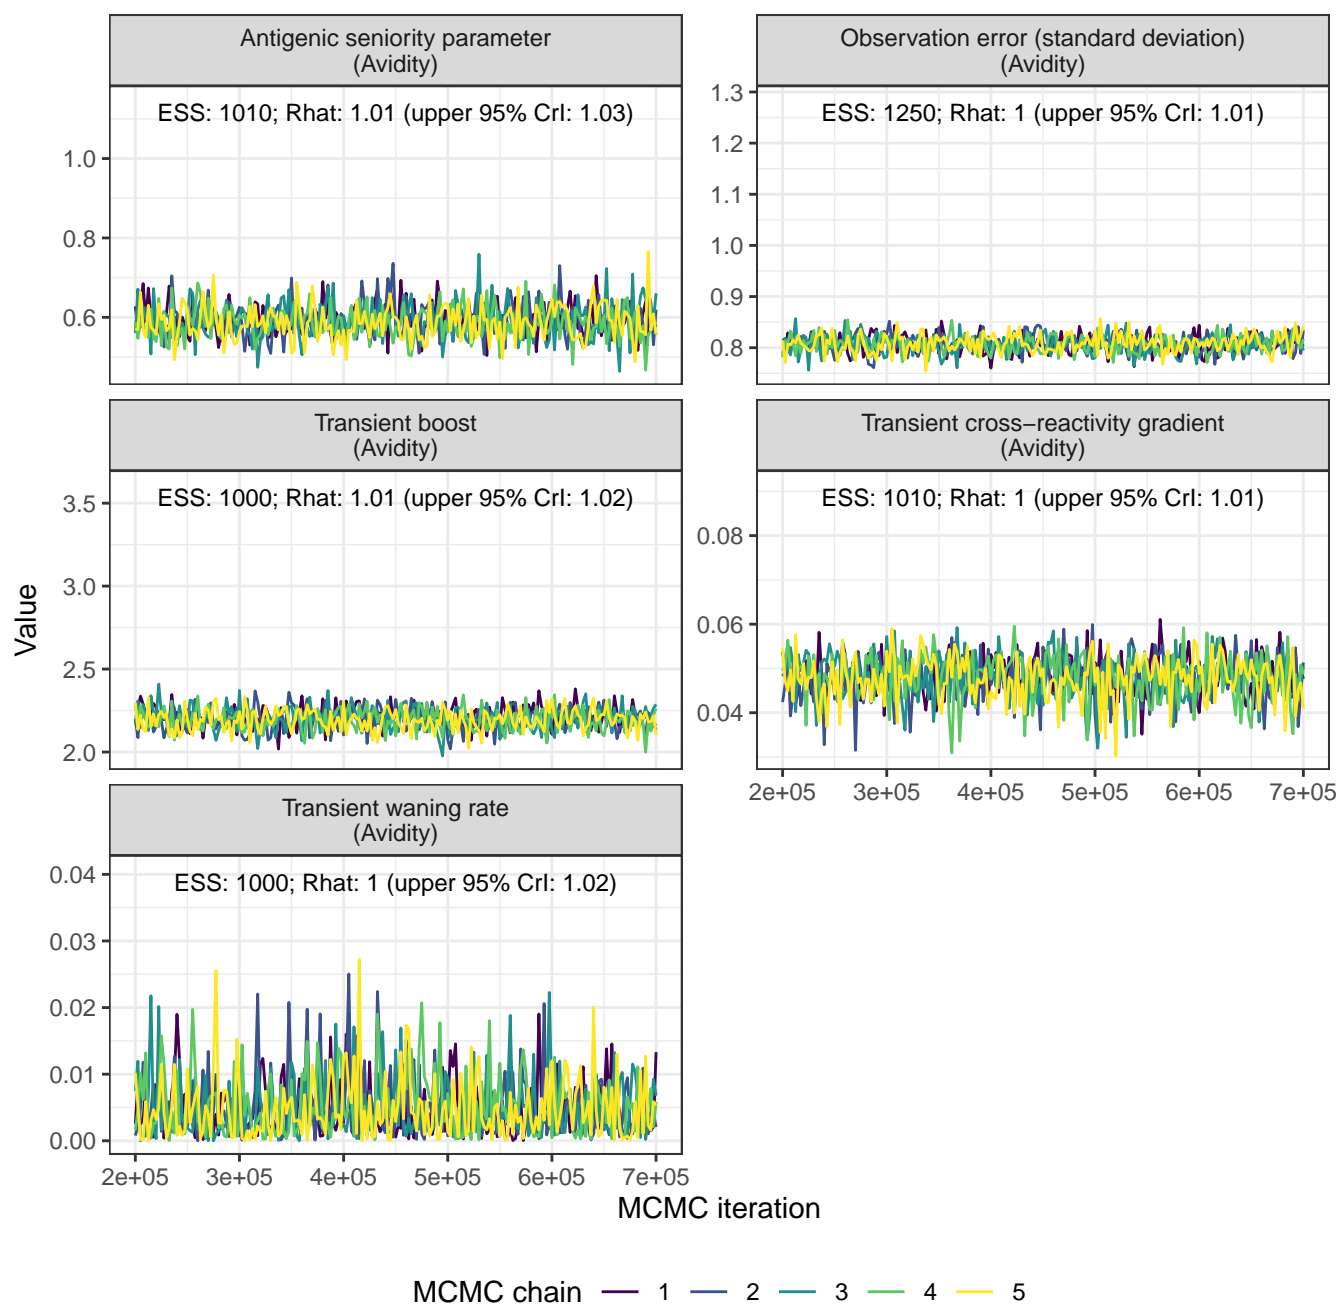 Antigenic seniority parameter
(Avidity)
ESS: 1010; Rhat: 1.01 (upper 95% CrI: 1.03)
1.0
0.8
0.6
Observation error (standard deviation)
(Avidity)
ESS: 1250; Rhat: 1 (upper 95% CrI: 1.01)
1.3
1.2
1.1
1.0
0.9
0.8
Transient boost
(Avidity)
ESS: 1000; Rhat: 1.01 (upper 95% CrI: 1.02)
3.5
3.0
2.5
2.0
Transient cross−reactivity gradient
(Avidity)
ESS: 1010; Rhat: 1 (upper 95% CrI: 1.01)
0.08
0.06
0.04
2e+05 3e+05 4e+05 5e+05 6e+05 7e+05
Transient waning rate
(Avidity)
ESS: 1000; Rhat: 1 (upper 95% CrI: 1.02)
0.04
0.03
0.02
0.01
0.00
2e+05 3e+05 4e+05 5e+05 6e+05 7e+05
Value
MCMC iteration
MCMC chain 1 2 3 4 5